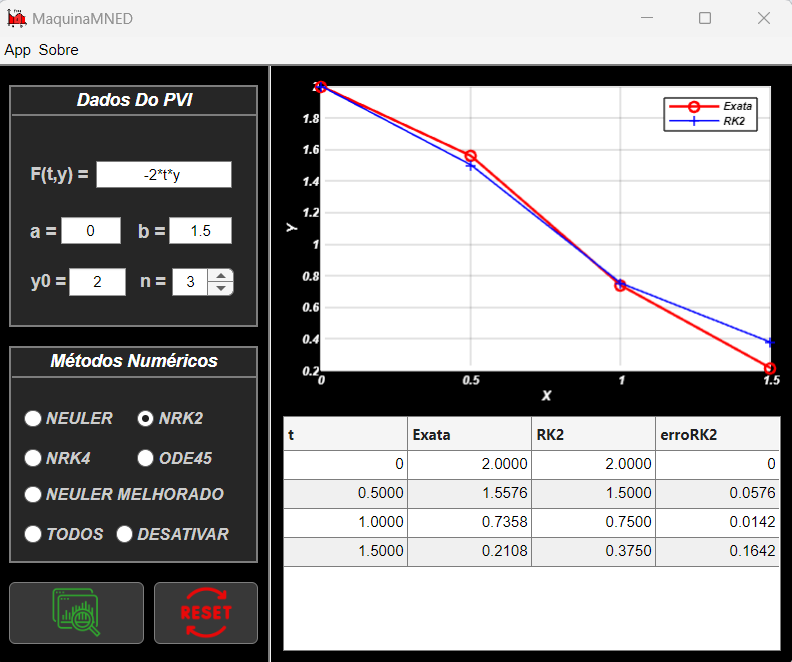 MaquinaMNED
App Sobre
Dados Do PVI
F(t,y) = -2*t*y
a = 0 b = 1.5
y0 = 2 n = 3
Métodos Numéricos
NEULER NRK2
NRK4 ODE45
NEULER MELHORADO
TODOS DESATIVAR
RESET
2
1.8
1.6
1.4
1.2
1
0.8
0.6
0.4
0.2
Y
0 0.5 1 1.5
X
Exata
RK2
t Exata RK2 erroRK2
0 2.0000 2.0000 0
0.5000 1.5576 1.5000 0.0576
1.0000 0.7358 0.7500 0.0142
1.5000 0.2108 0.3750 0.1642